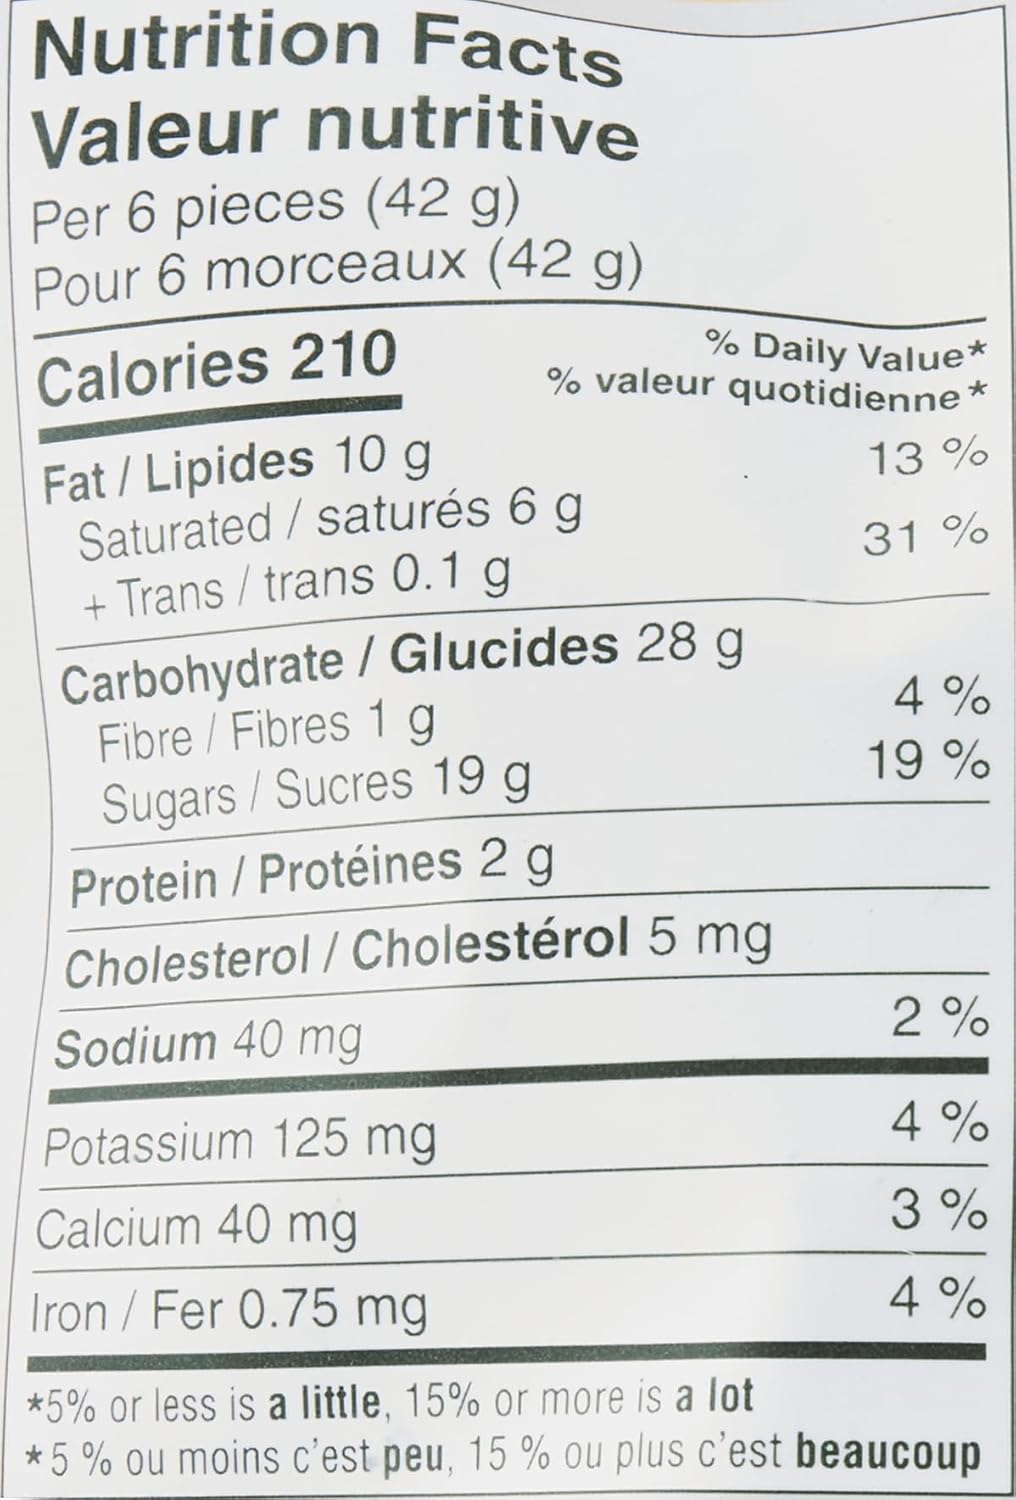 Nutrition Facts
Valeur nutritive
Per 6 pieces (42 g)
Pour 6 morceaux (42 g)
Calories 210
% Daily Value*
% valeur quotidienne*
Fat / Lipides 10 g 13 %
Saturated / saturés 6 g
+ Trans / trans 0.1 g 31 %
Carbohydrate / Glucides 28 g
Fibre / Fibres 1 g 4 %
Sugars / Sucres 19 g 19 %
Protein / Protéines 2 g
Cholesterol / Cholestérol 5 mg
Sodium 40 mg 2 %
Potassium 125 mg 4 %
Calcium 40 mg 3 %
Iron / Fer 0.75 mg 4 %
*5% or less is a little, 15% or more is a lot
*5 % ou moins c'est peu, 15 % ou plus c'est beaucoup